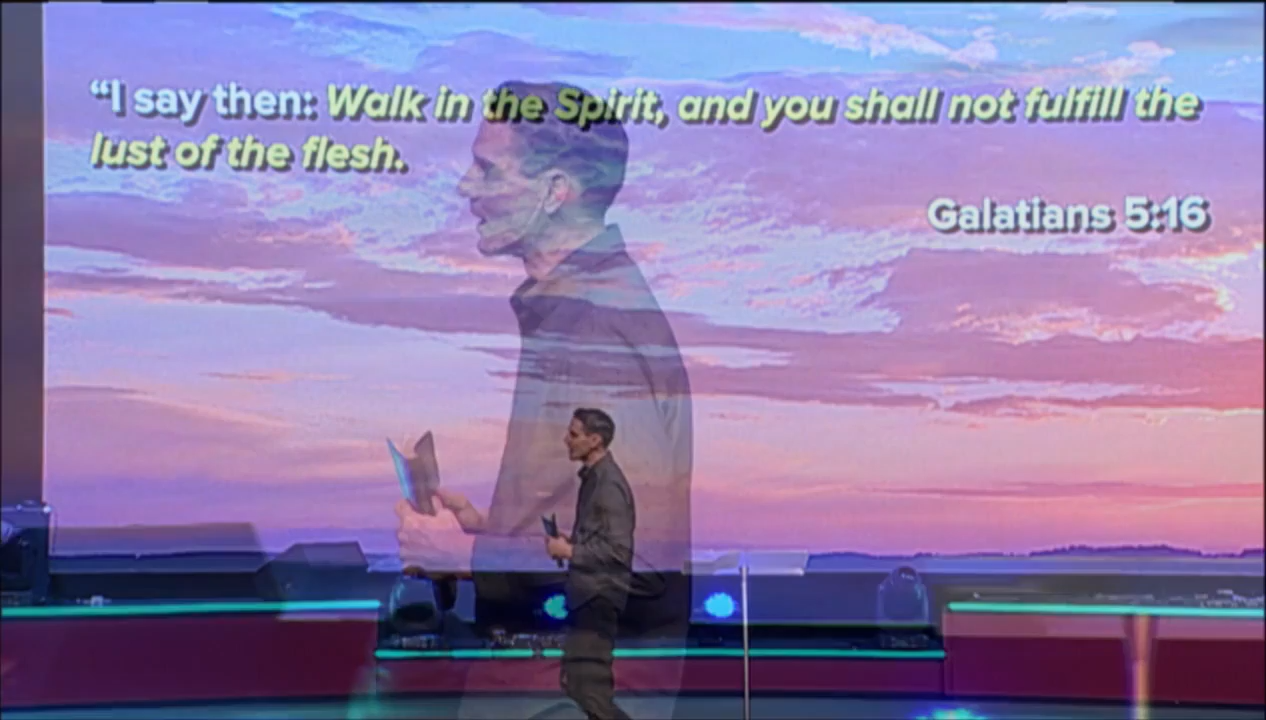 “I say then: Walk in the Spirit, and you shall not fulfill the
lust of the flesh.
Galatians 5:16